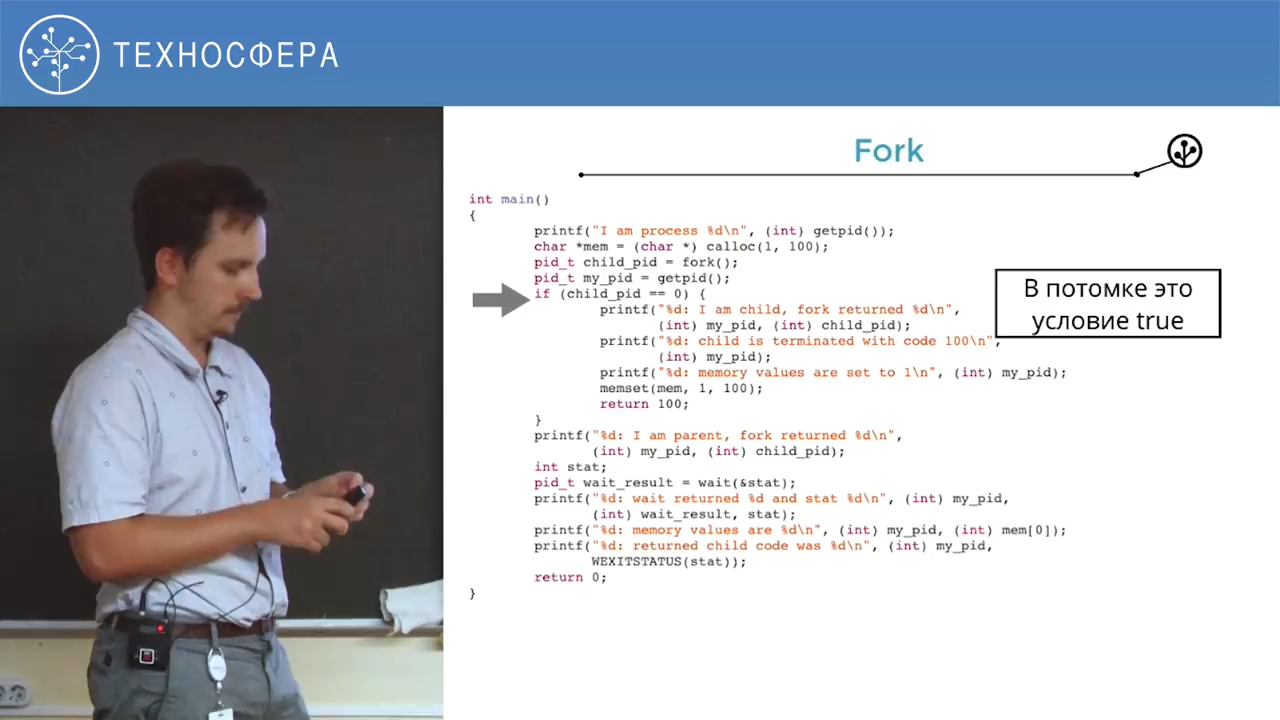 ТЕХНОСФЕРА
Fork
int main()
{
printf("I am process %d\n", (int) getpid());
char *mem = (char *) calloc(1, 100);
pid_t child_pid = fork();
pid_t my_pid = getpid();
if (child_pid == 0) {
printf("%d: I am child, fork returned %d\n",
(int) my_pid, (int) child_pid);
printf("%d: child is terminated with code 100\n",
(int) my_pid);
printf("%d: memory values are set to 1\n", (int) my_pid);
memset(mem, 1, 100);
return 100;
}
printf("%d: I am parent, fork returned %d\n",
(int) my_pid, (int) child_pid);
int stat;
pid_t wait_result = wait(&stat);
printf("%d: wait returned %d and stat %d\n", (int) my_pid,
(int) wait_result, stat);
printf("%d: memory values are %d\n", (int) my_pid, (int) mem[0]);
printf("%d: returned child code was %d\n", (int) my_pid,
WEXITSTATUS(stat));
return 0;
}
В потомке это
условие true